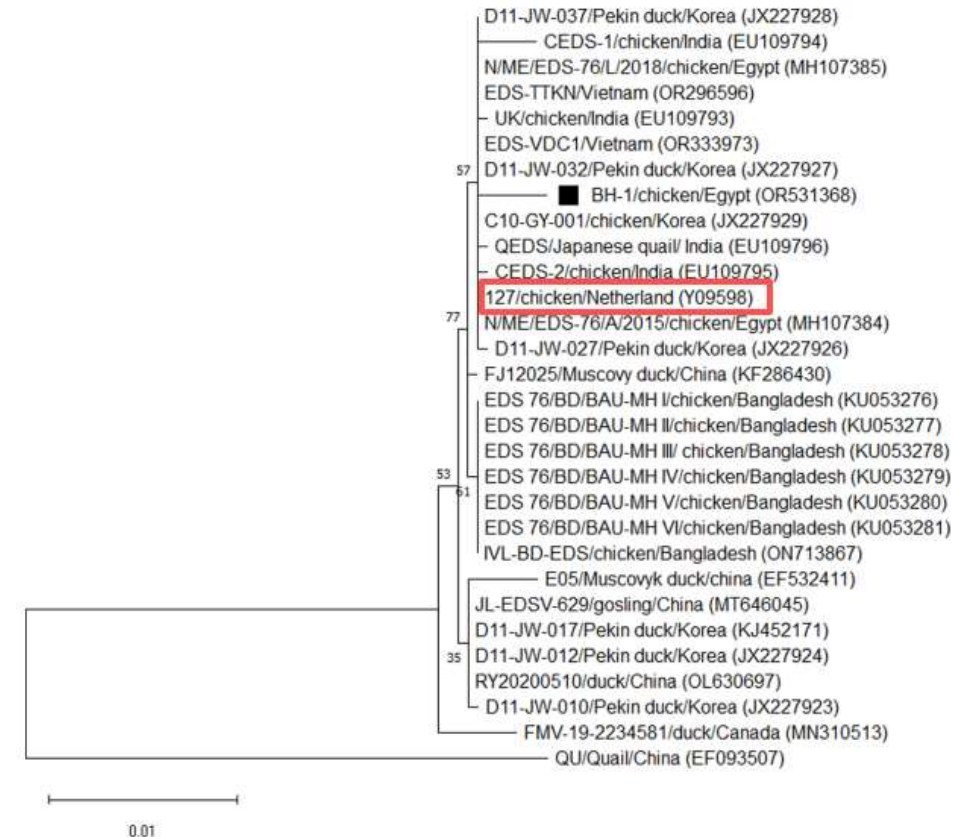 D11-JW-037/Pekin duck/Korea (JX227928)
CEDS-1/chicken/India (EU109794)
N/ME/EDS-76/L/2018/chicken/Egypt (MH107385)
EDS-TTKN/Vietnam (OR296596)
UK/chicken/India (EU109793)
EDS-VDC1/Vietnam (OR333973)
D11-JW-032/Pekin duck/Korea (JX227927)
57
BH-1/chicken/Egypt (OR531368)
C10-GY-001/chicken/Korea (JX227929)
QEDS/Japanese quail/ India (EU109796)
CEDS-2/chicken/India (EU109795)
127/chicken/Netherland (Y09598)
77
N/ME/EDS-76/A/2015/chicken/Egypt (MH107384)
D11-JW-027/Pekin duck/Korea (JX227926)
FJ12025/Muscovy duck/China (KF286430)
EDS 76/BD/BAU-MH I/chicken/Bangladesh (KU053276)
EDS 76/BD/BAU-MH II/chicken/Bangladesh (KU053277)
EDS 76/BD/BAU-MH III/ chicken/Bangladesh (KU053278)
53
EDS 76/BD/BAU-MH IV/chicken/Bangladesh (KU053279)
61
EDS 76/BD/BAU-MH V/chicken/Bangladesh (KU053280)
EDS 76/BD/BAU-MH VI/chicken/Bangladesh (KU053281)
IVL-BD-EDS/chicken/Bangladesh (ON713867)
E05/Muscovyk duck/china (EF532411)
JL-EDSV-629/gosling/China (MT646045)
D11-JW-017/Pekin duck/Korea (KJ452171)
35
D11-JW-012/Pekin duck/Korea (JX227924)
RY20200510/duck/China (OL630697)
D11-JW-010/Pekin duck/Korea (JX227923)
FMV-19-2234581/duck/Canada (MN310513)
QU/Quail/China (EF093507)
0.01